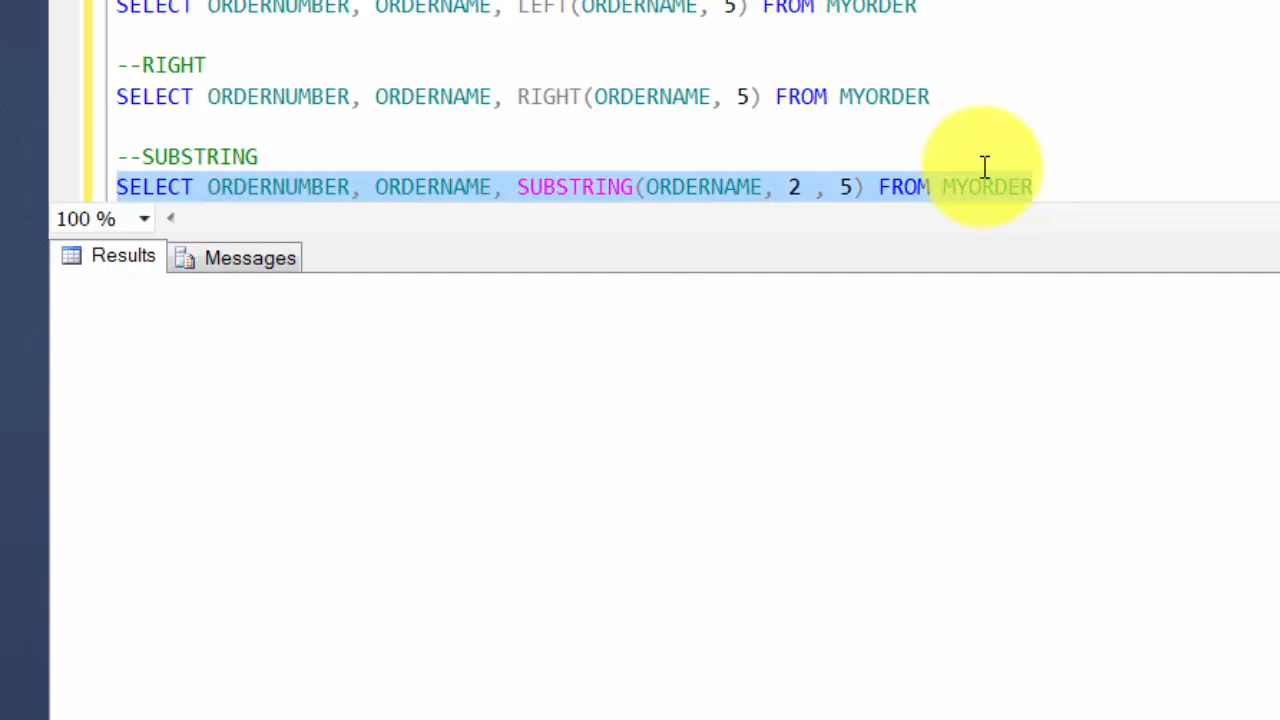 SELECT ORDERNUMBER, ORDERNAME, LEFT(ORDERNAME, 5) FROM MYORDER
--RIGHT
SELECT ORDERNUMBER, ORDERNAME, RIGHT(ORDERNAME, 5) FROM MYORDER
--SUBSTRING
SELECT ORDERNUMBER, ORDERNAME, SUBSTRING(ORDERNAME, 2 , 5) FROM MYORDER
100 %
Results Messages